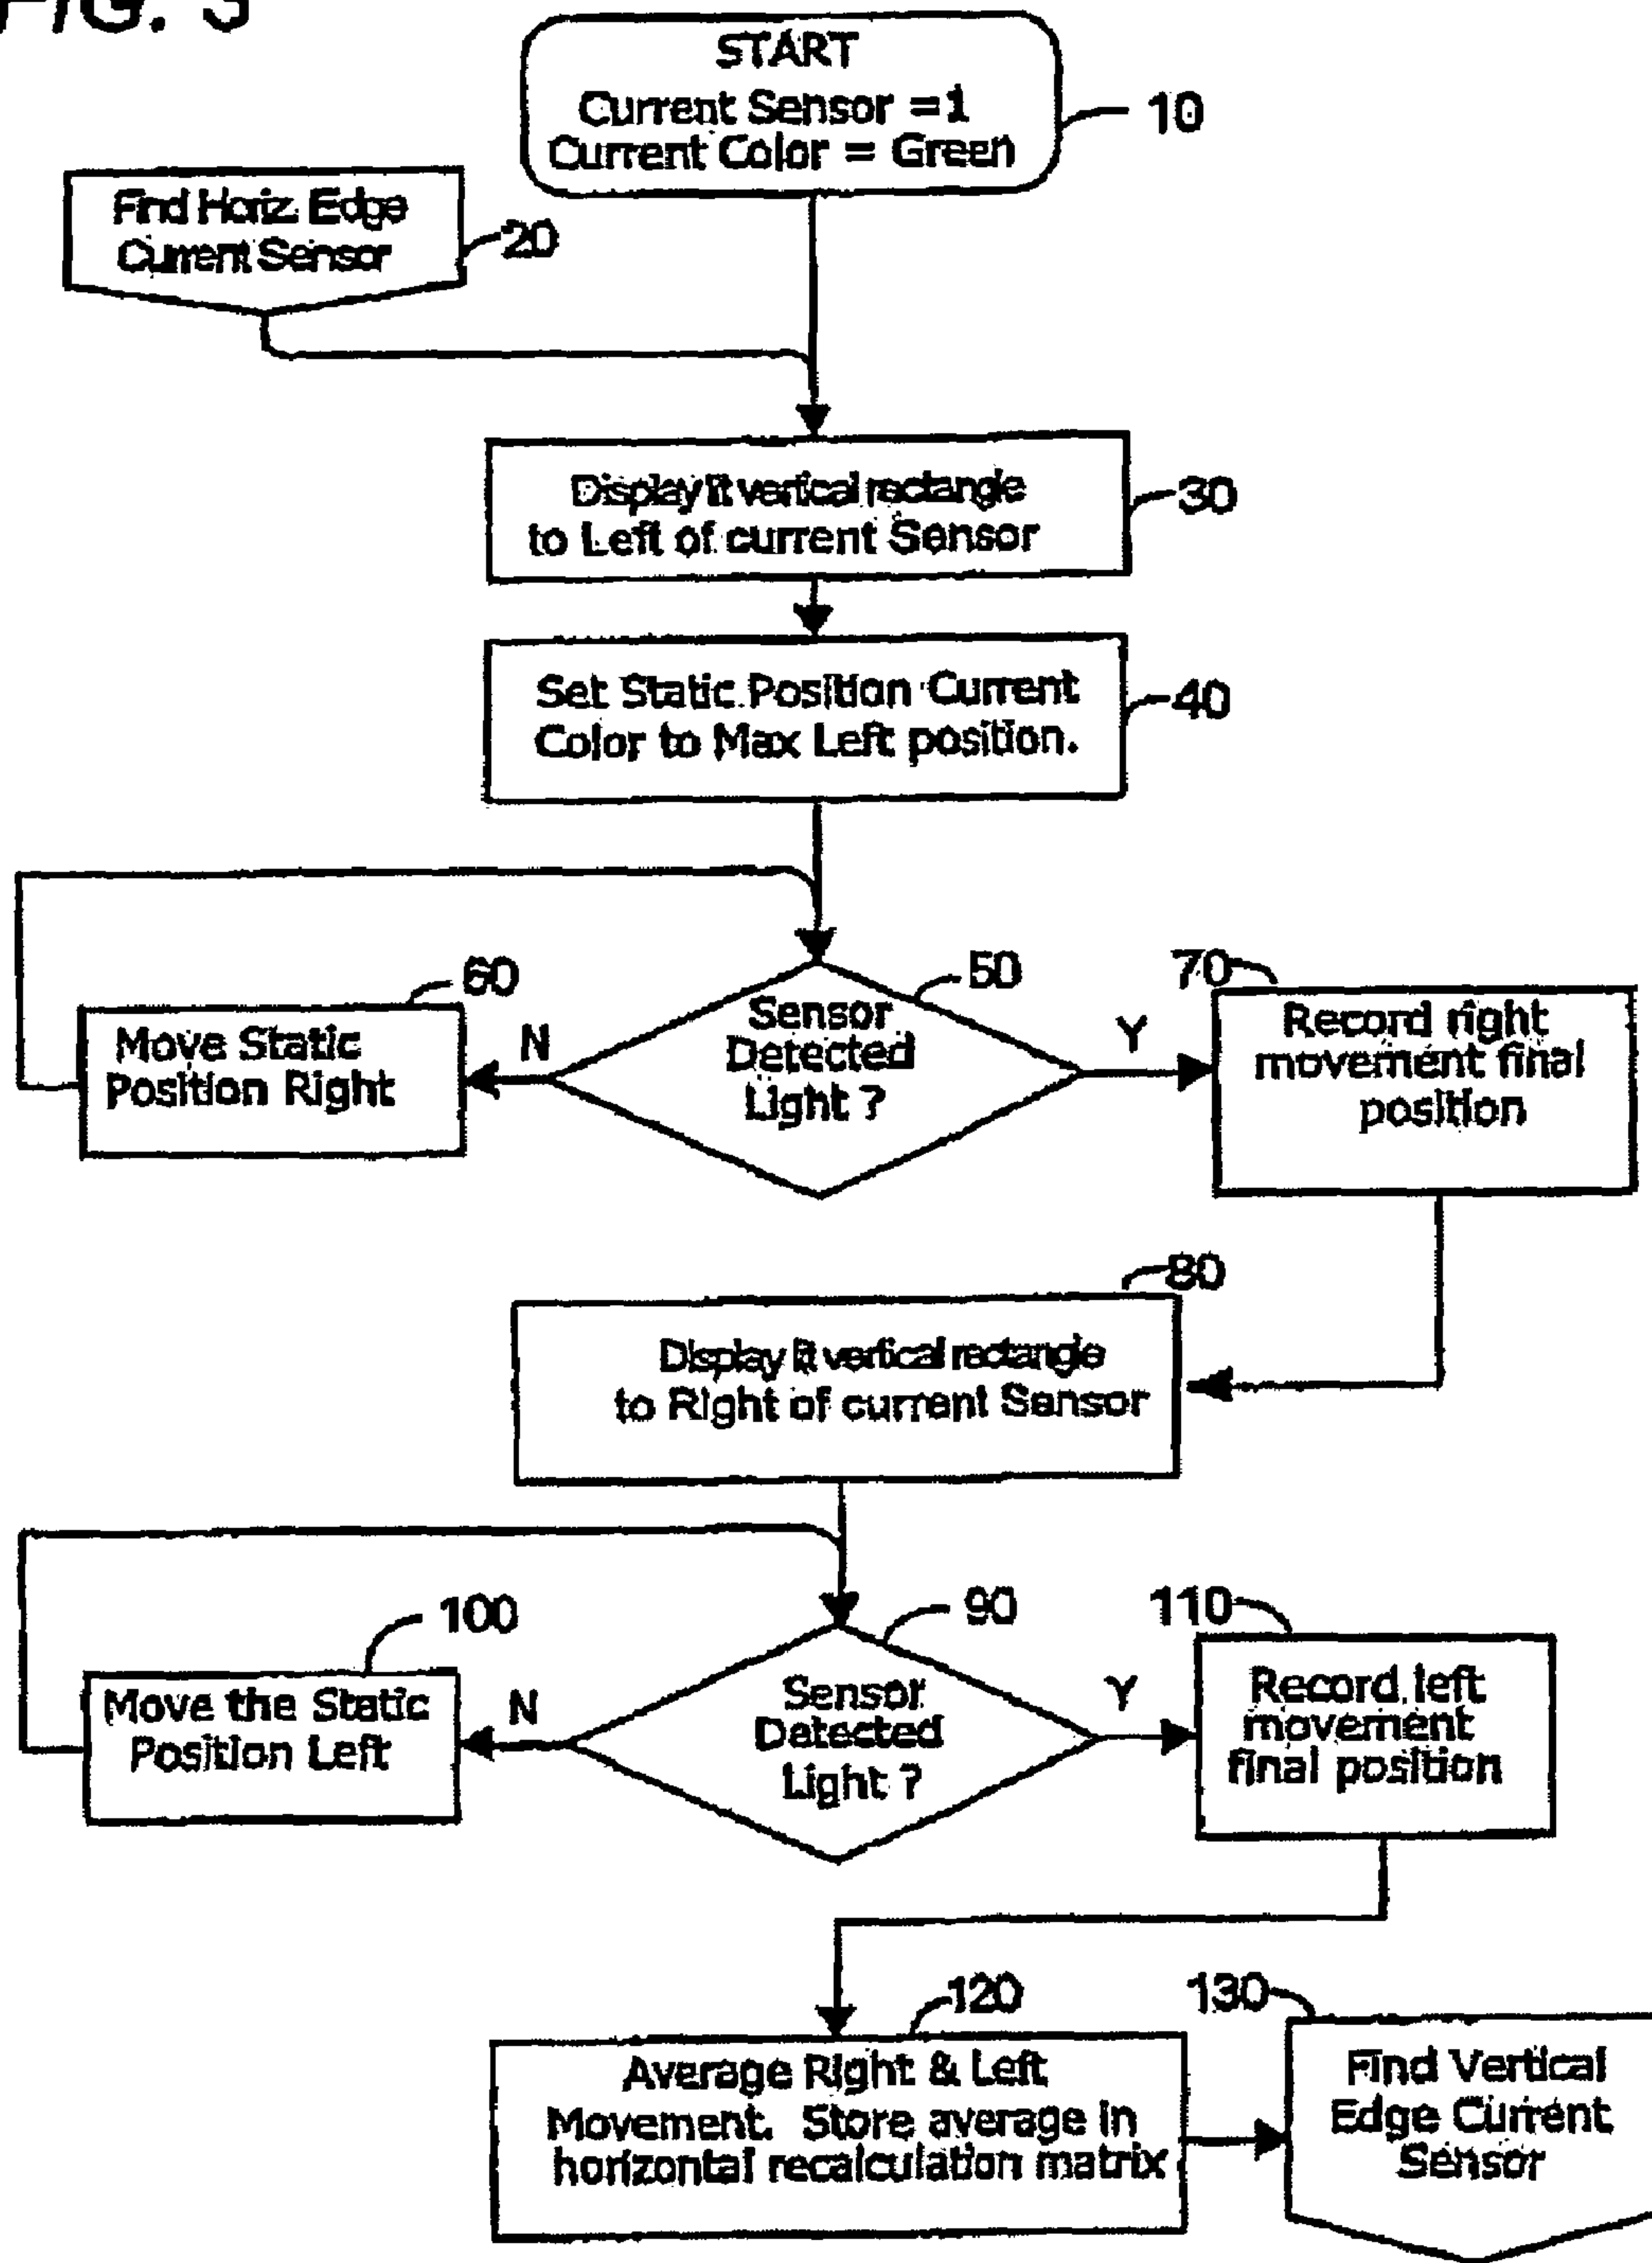 FIG. 3
START
Current Sensor =1
Current Color = Green
10
Find Horiz. Edge
Current Sensor
20
Display lit vertical rectangle
to Left of current Sensor
30
Set Static Position Current
Color to Max Left position.
40
60
Move Static
Position Right
N
50
Sensor
Detected
Light ?
Y
70
Record right
movement final
position
80
Display lit vertical rectangle
to Right of current Sensor
100
Move the Static
Position Left
N
90
Sensor
Detected
Light ?
Y
110
Record left
movement
final position
120
Average Right & Left
Movement. Store average in
horizontal recalculation matrix
130
Find Vertical
Edge Current
Sensor